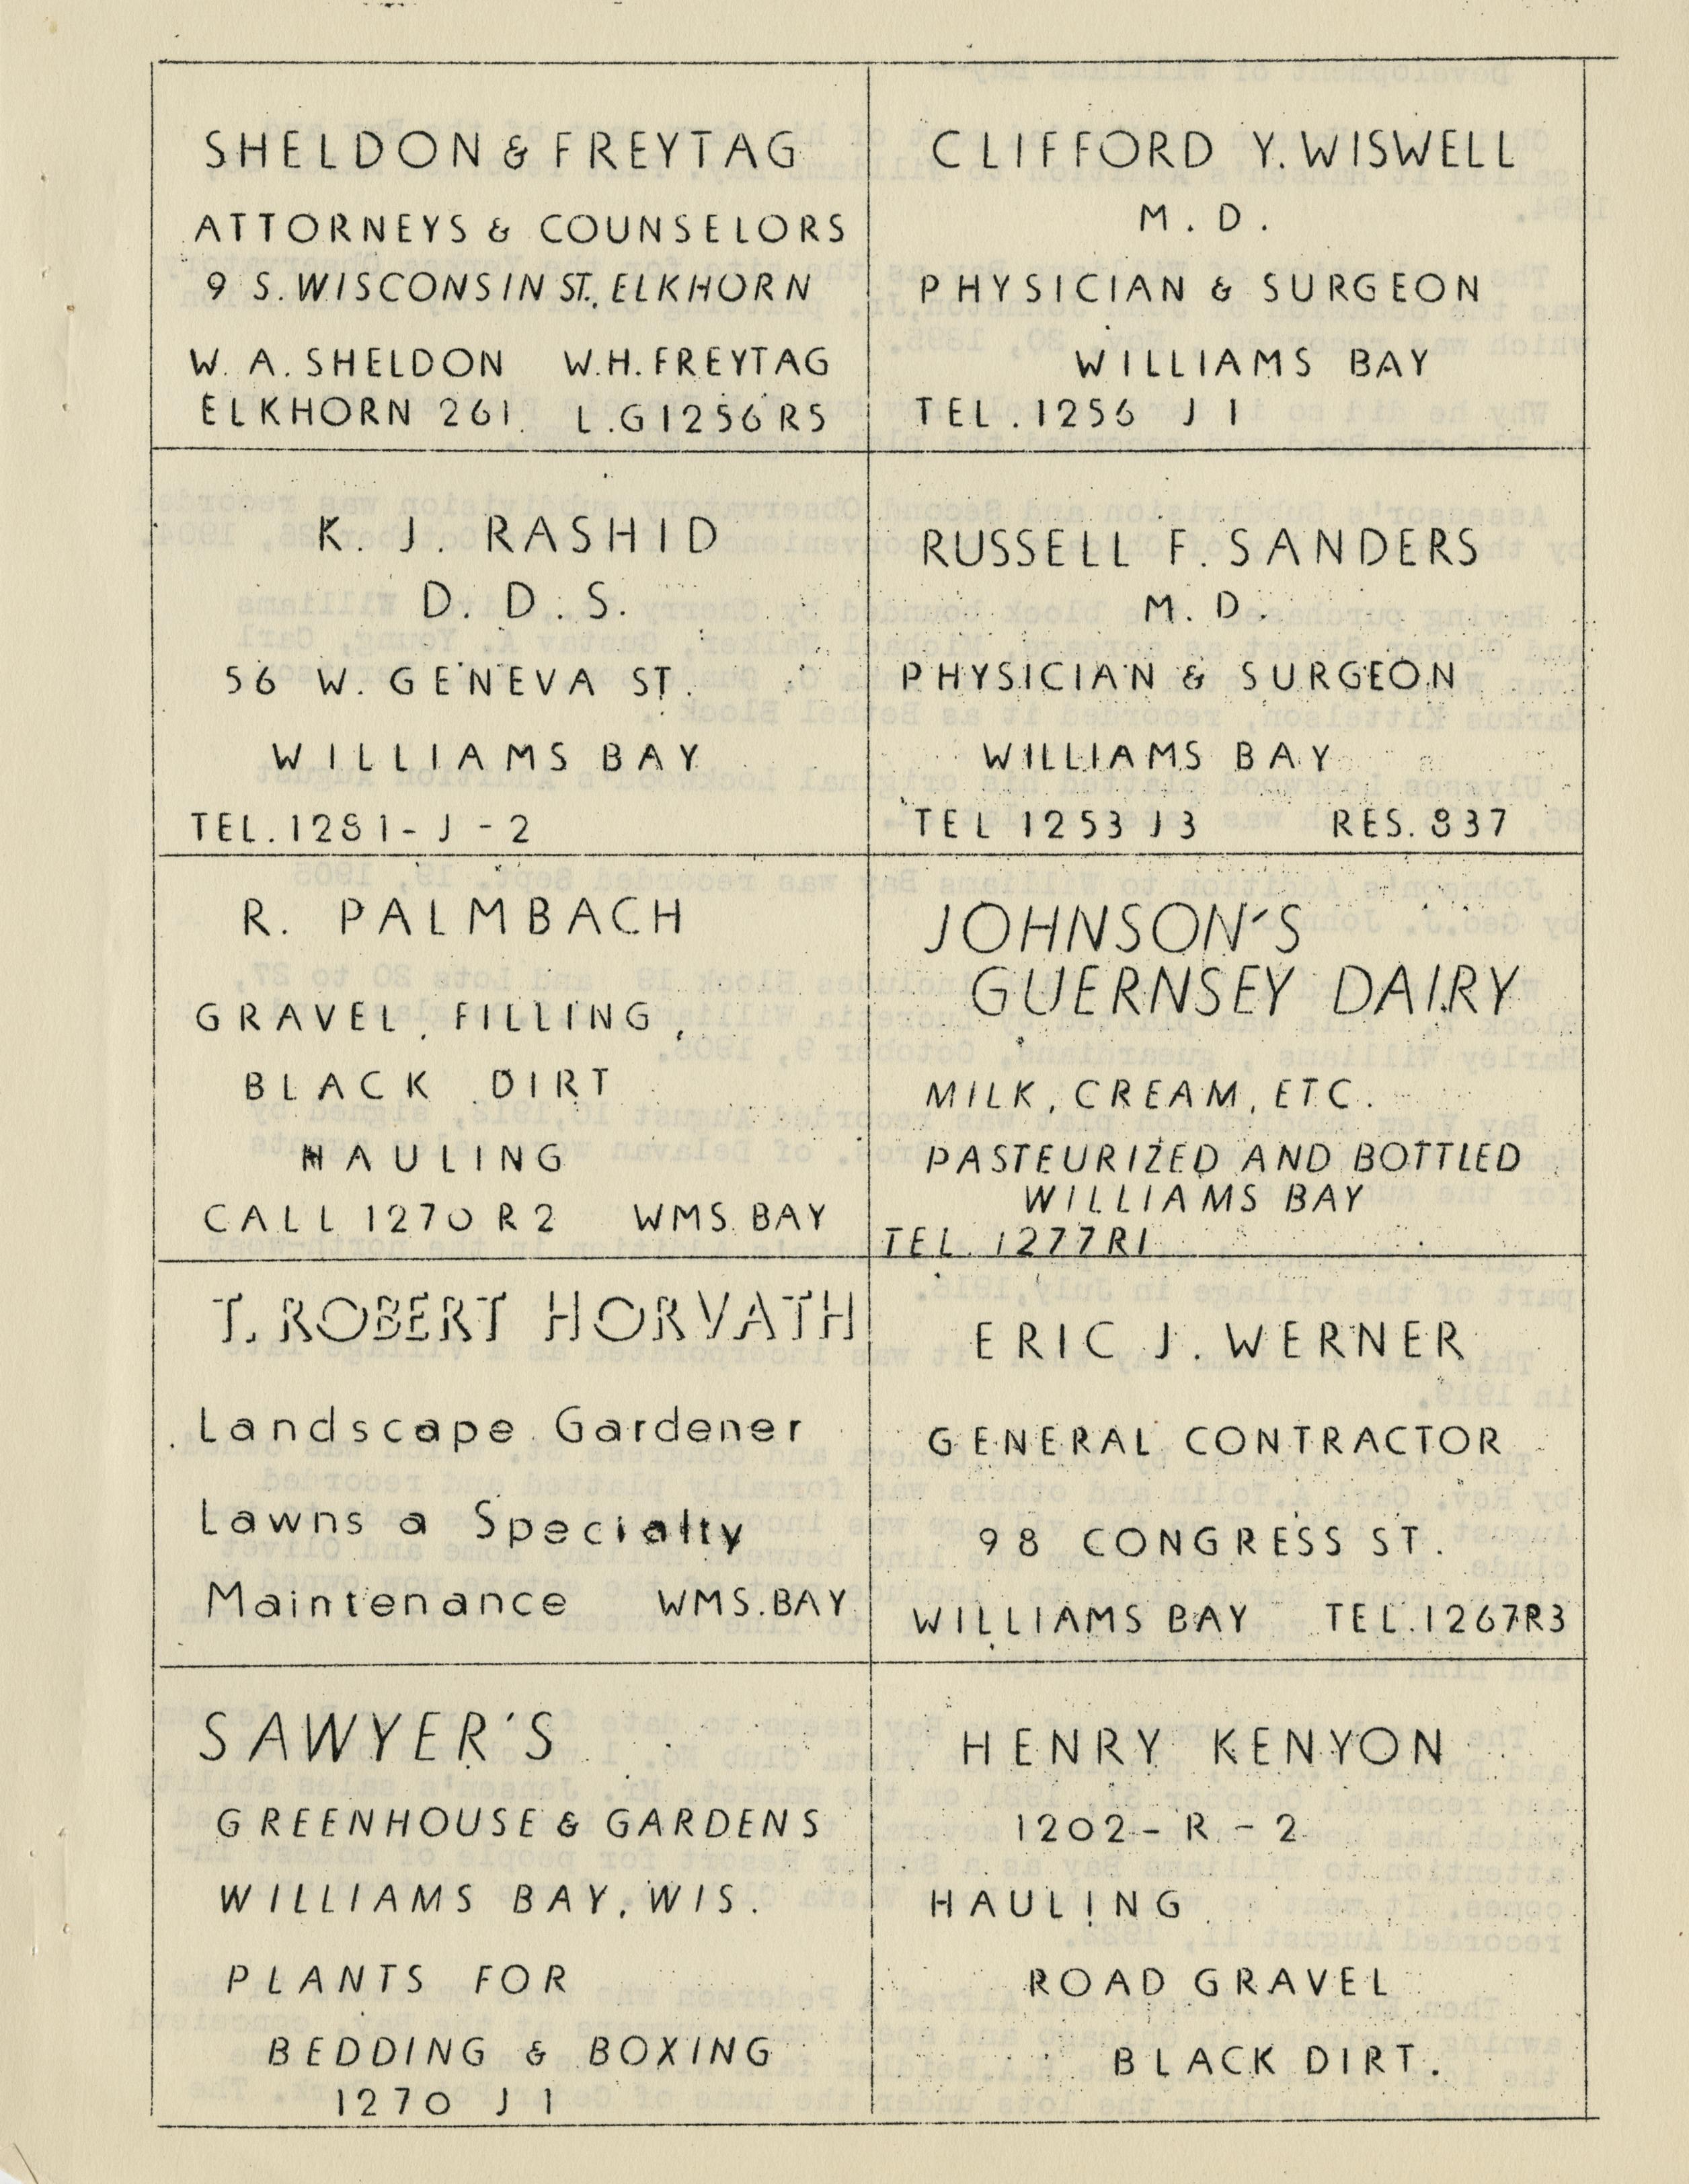 SHELDON & FREYTAG
ATTORNEYS & COUNSELORS
9 S. WISCONSIN ST., ELKHORN
W. A. SHELDON W.H. FREYTAG
ELKHORN 261. L.G 1256 R5
CLIFFORD Y. WISWELL
M. D.
PHYSICIAN & SURGEON
WILLIAMS BAY
TEL. 1256 J 1
K. J. RASHID
D. D. S.
56 W. GENEVA ST.
WILLIAMS BAY
TEL. 1281-J-2
RUSSELL F. SANDERS
M. D.
PHYSICIAN & SURGEON
WILLIAMS BAY
TEL 1253 J 3 RES. 837
R. PALMBACH
GRAVEL, FILLING,
BLACK DIRT
HAULING
CALL 1270 R 2 WMS. BAY
JOHNSON'S
GUERNSEY DAIRY
MILK, CREAM, ETC.
PASTEURIZED AND BOTTLED
WILLIAMS BAY
TEL. 1277R1
T. ROBERT HORVATH
Landscape Gardener
Lawns a Specialty
Maintenance WMS. BAY
ERIC J. WERNER
GENERAL CONTRACTOR
98 CONGRESS ST.
WILLIAMS BAY TEL. 1267R3
SAWYER'S
GREENHOUSE & GARDENS
WILLIAMS BAY, WIS.
PLANTS FOR
BEDDING & BOXING
1270 J 1
HENRY KENYON
1202-R-2
HAULING
ROAD GRAVEL
BLACK DIRT.